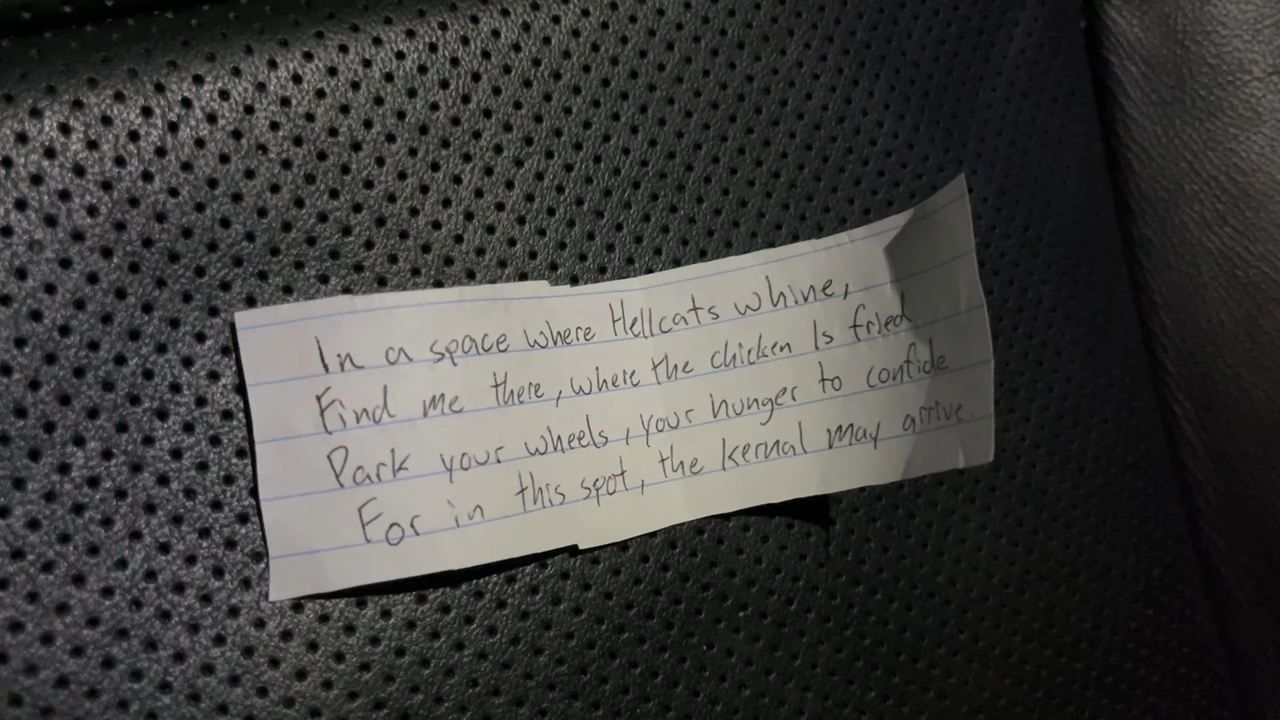 In a space where Hellcats whine,
Find me there, where the chicken Is fried
Park your wheels, your hunger to confide
For in this spot, the kernal may arrive.